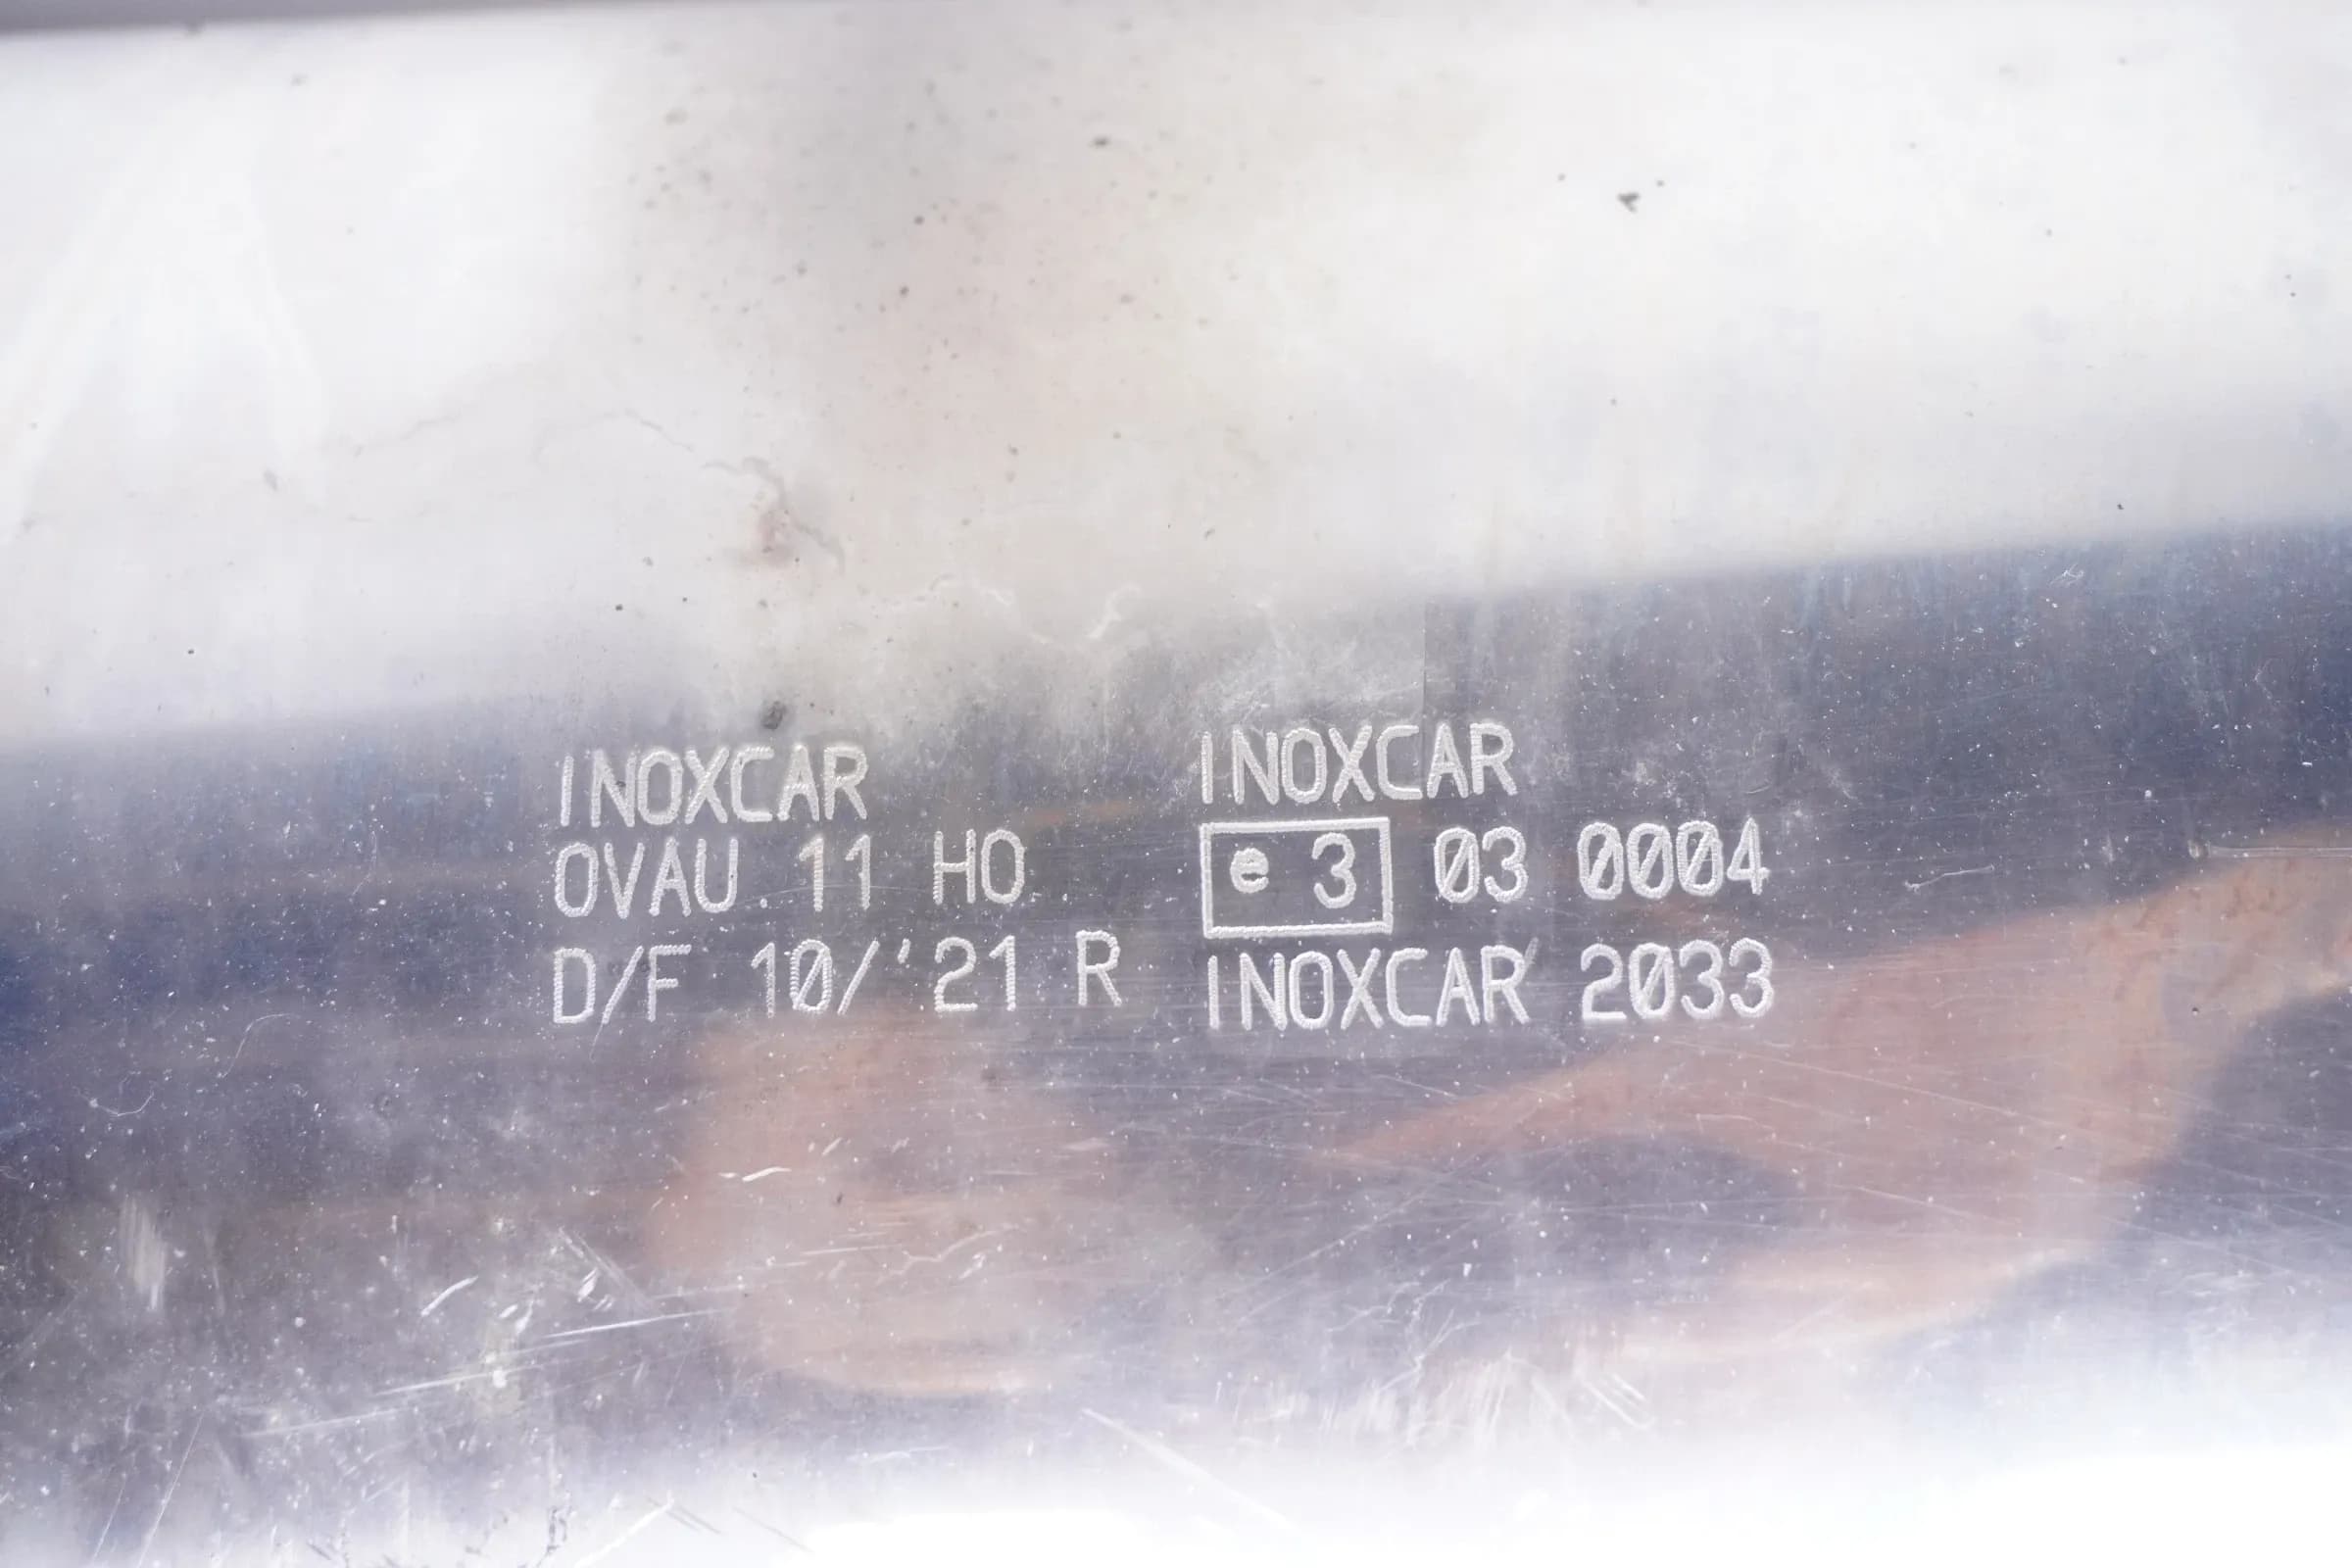 INOXCAR
OVAU.11 HO
D/F 10/'21 R
INOXCAR
e 3 03 0004
INOXCAR 2033